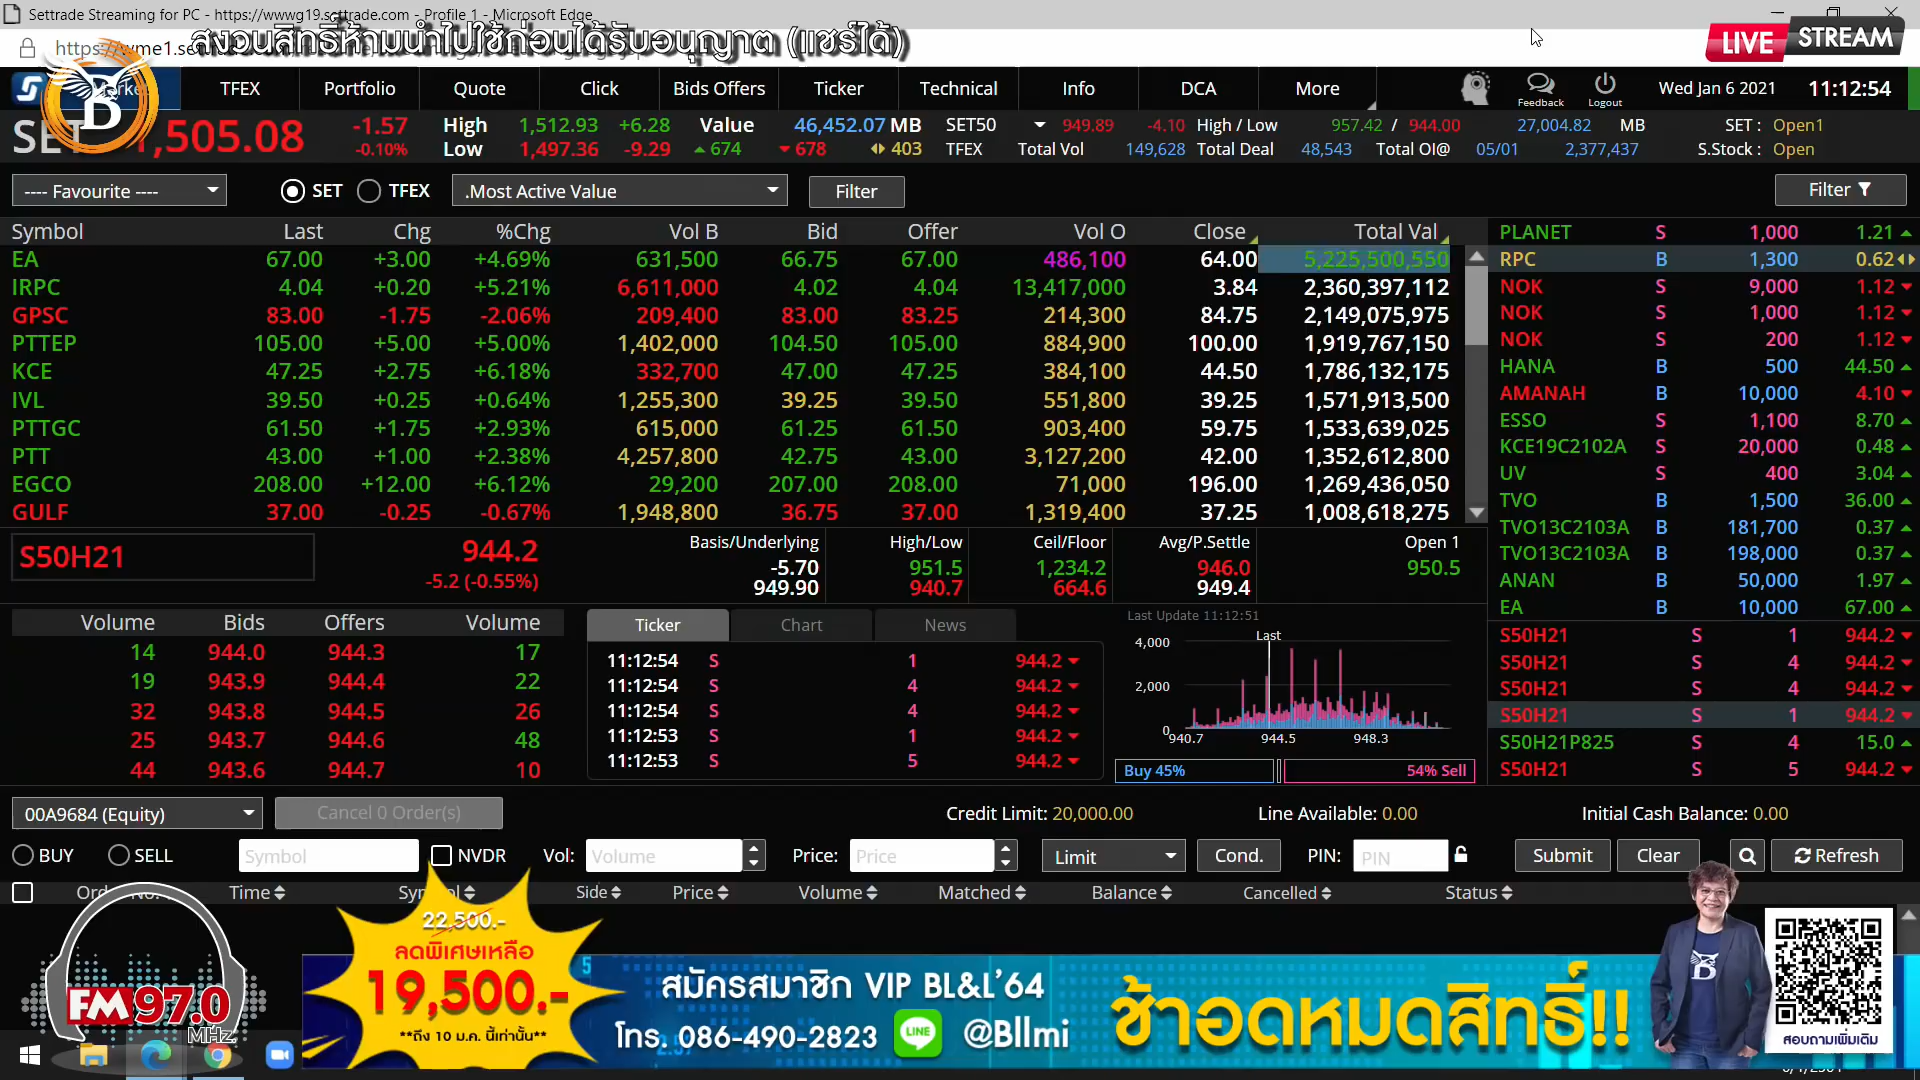 Settrade Streaming for PC - https://wwwg19.settrade.com - Profile 1 - Microsoft Edge
สงวนสิทธิ์ห้ามนำไปใช้ก่อนได้รับอนุญาต (แชร์ได้)
LIVE STREAM
TFEX Portfolio Quote Click Bids Offers Ticker Technical Info DCA More Feedback Logout Wed Jan 6 2021 11:12:54
,505.08 -1.57 -0.10%
High 1,512.93 +6.28 Value 46,452.07 MB SET50 949.89 -4.10 High / Low 957.42 / 944.00 27,004.82 MB SET : Open1
Low 1,497.36 -9.29 674 678 403 TFEX Total Vol 149,628 Total Deal 48,543 Total OI@ 05/01 2,377,437 S.Stock : Open
---- Favourite ---- SET TFEX .Most Active Value Filter Filter
Symbol Last Chg %Chg Vol B Bid Offer Vol O Close Total Val
EA 67.00 +3.00 +4.69% 631,500 66.75 67.00 486,100 64.00 5,225,500,550
IRPC 4.04 +0.20 +5.21% 6,611,000 4.02 4.04 13,417,000 3.84 2,360,397,112
GPSC 83.00 -1.75 -2.06% 209,400 83.00 83.25 214,300 84.75 2,149,075,975
PTTEP 105.00 +5.00 +5.00% 1,402,000 104.50 105.00 884,900 100.00 1,919,767,150
KCE 47.25 +2.75 +6.18% 332,700 47.00 47.25 384,100 44.50 1,786,132,175
IVL 39.50 +0.25 +0.64% 1,255,300 39.25 39.50 551,800 39.25 1,571,913,500
PTTGC 61.50 +1.75 +2.93% 615,000 61.25 61.50 903,400 59.75 1,533,639,025
PTT 43.00 +1.00 +2.38% 4,257,800 42.75 43.00 3,127,200 42.00 1,352,612,800
EGCO 208.00 +12.00 +6.12% 29,200 207.00 208.00 71,000 196.00 1,269,436,050
GULF 37.00 -0.25 -0.67% 1,948,800 36.75 37.00 1,319,400 37.25 1,008,618,275
PLANET S 1,000 1.21
RPC B 1,300 0.62
NOK S 9,000 1.12
NOK S 1,000 1.12
NOK S 200 1.12
HANA B 500 44.50
AMANAH B 10,000 4.10
ESSO S 1,100 8.70
KCE19C2102A S 20,000 0.48
UV S 400 3.04
TVO B 1,500 36.00
TVO13C2103A B 181,700 0.37
TVO13C2103A B 198,000 0.37
ANAN B 50,000 1.97
EA B 10,000 67.00
S50H21 S 1 944.2
S50H21 S 4 944.2
S50H21 S 4 944.2
S50H21 S 1 944.2
S50H21P825 S 4 15.0
S50H21 S 5 944.2
S50H21 944.2 -5.2 (-0.55%)
Basis/Underlying High/Low Ceil/Floor Avg/P.Settle Open 1
-5.70 951.5 1,234.2 946.0 950.5
949.90 940.7 664.6 949.4
Volume Bids Offers Volume
14 944.0 944.3 17
19 943.9 944.4 22
32 943.8 944.5 26
25 943.7 944.6 48
44 943.6 944.7 10
Ticker Chart News
11:12:54 S 1 944.2
11:12:54 S 4 944.2
11:12:54 S 4 944.2
11:12:53 S 1 944.2
11:12:53 S 5 944.2
Last Update 11:12:51
Last
4,000
2,000
0
940.7 944.5 948.3
Buy 45% 54% Sell
00A9684 (Equity) Cancel 0 Order(s) Credit Limit: 20,000.00 Line Available: 0.00 Initial Cash Balance: 0.00
BUY SELL Symbol NVDR Vol: Volume Price: Price Limit Cond. PIN: PIN Submit Clear Refresh
Time Side Price Volume Matched Balance Cancelled Status
22,500.-
ลดพิเศษเหลือ
19,500.-
**ถึง 10 ม.ค. นี้เท่านั้น**
FM97.0 MHz.
สมัครสมาชิก VIP BL&L'64
โทร. 086-490-2823 LINE @Bllmi
ช้าอดหมดสิทธิ์!!
สอบถามเพิ่มเติม